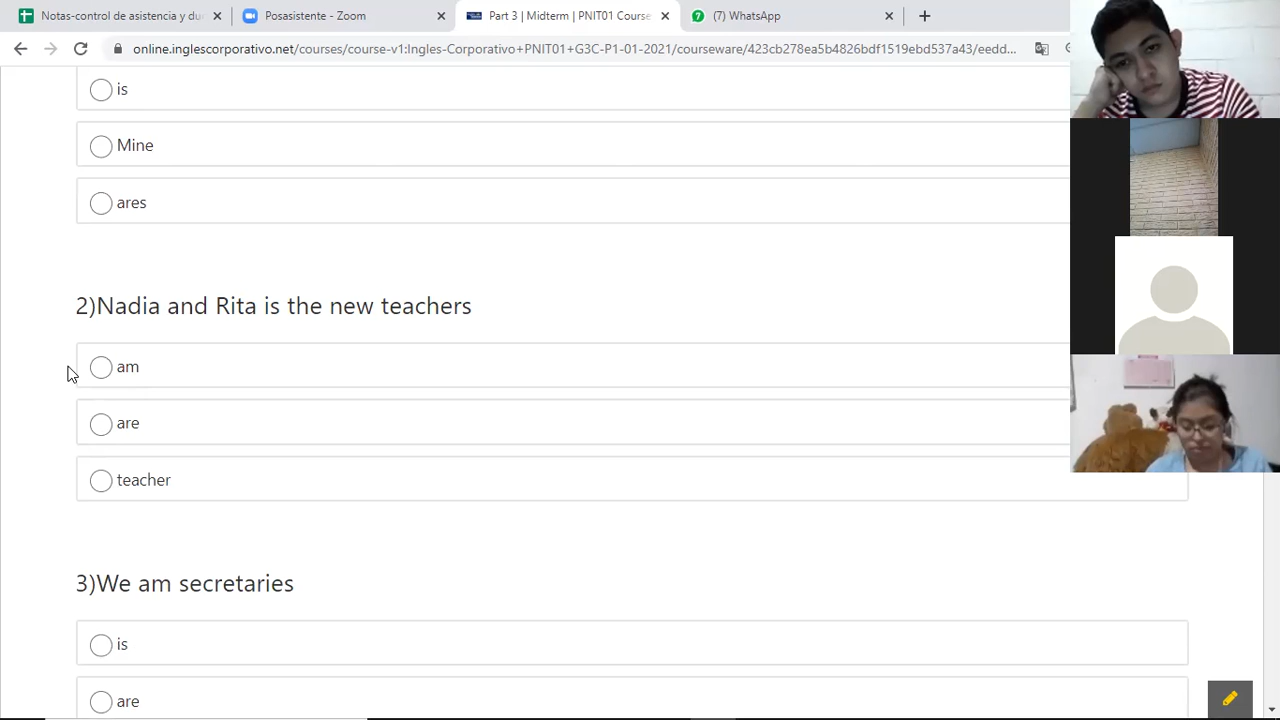 Notas-control de asistencia y du
Posasistente - Zoom
Part 3 | Midterm | PNIT01 Course
(1) WhatsApp
online.inglescorporativo.net/courses/course-v1:Ingles-Corporativo+PNIT01+G3C-P1-01-2021/courseware/423cb278ea5b4826bdf1519ebd537a43/eedd...
is
Mine
ares
2)Nadia and Rita is the new teachers
am
are
teacher
3)We am secretaries
is
are